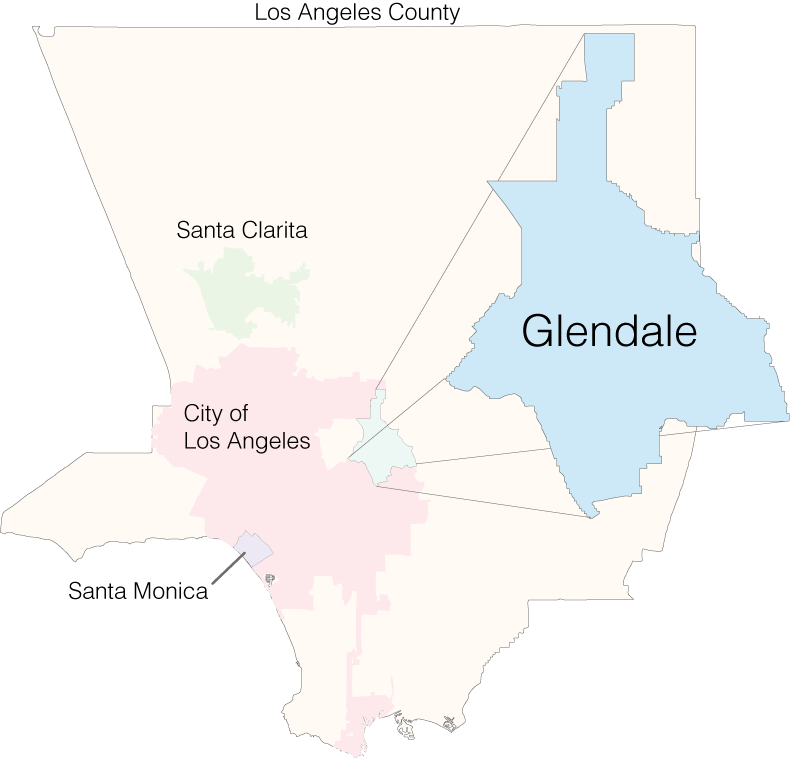 Los Angeles County
Santa Clarita
Glendale
City of
Los Angeles
Santa Monica